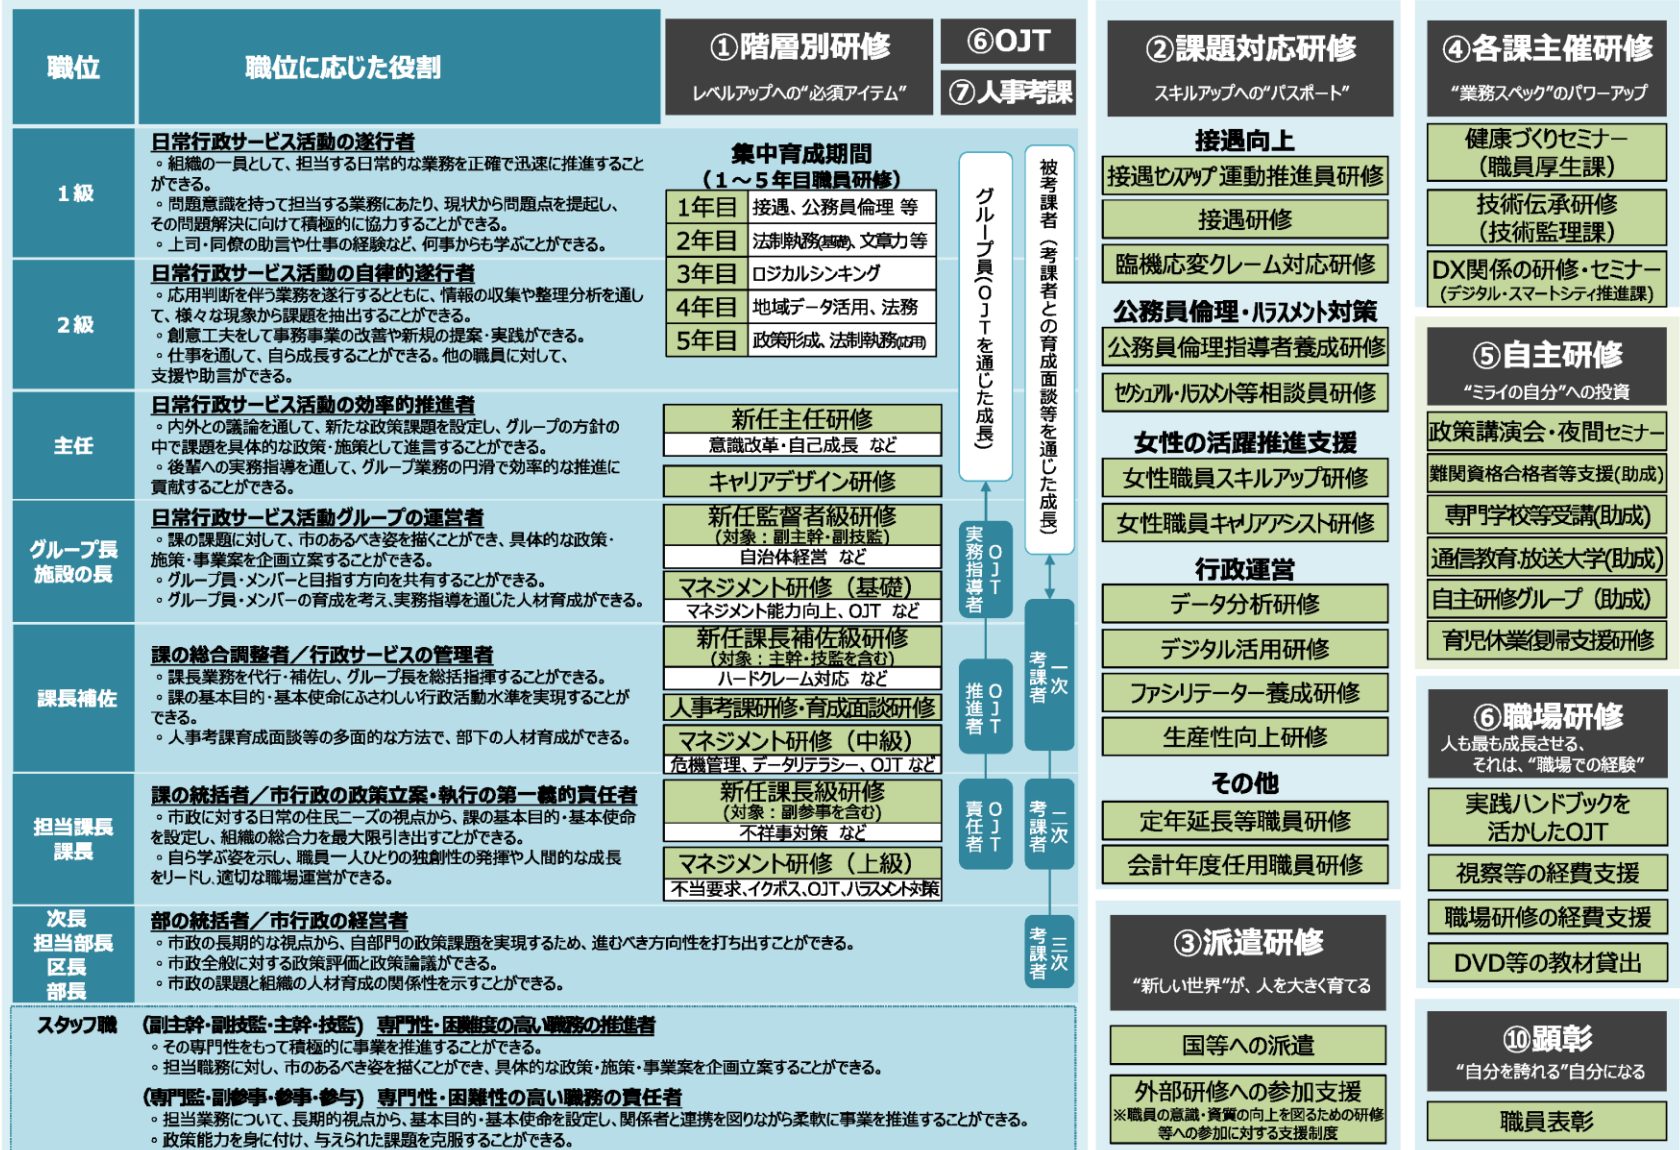 職位
職位に応じた役割
①階層別研修
レベルアップへの“必須アイテム”
⑥OJT
⑦人事考課
1級
日常行政サービス活動の遂行者
。組織の一員として、担当する日常的な業務を正確で迅速に推進すること
ができる。
。問題意識を持って担当する業務にあたり、現状から問題点を提起し、
その問題解決に向けて積極的に協力することができる。
。上司・同僚の助言や仕事の経験など、何事からも学ぶことができる。
2級
日常行政サービス活動の自律的遂行者
。応用判断を伴う業務を遂行するとともに、情報の収集や整理分析を通し
て、様々な現象から課題を抽出することができる。
。創意工夫をして事務事業の改善や新規の提案・実践ができる。
。仕事を通して、自ら成長することができる。他の職員に対して、
支援や助言ができる。
集中育成期間
(1～5年目職員研修)
1年目 接遇、公務員倫理 等
2年目 法制執務(基礎)、文章力等
3年目 ロジカルシンキング
4年目 地域データ活用、法務
5年目 政策形成、法制執務(応用)
主任
日常行政サービス活動の効率的推進者
。内外との議論を通して、新たな政策課題を設定し、グループの方針の
中で課題を具体的な政策・施策として進言することができる。
。後輩への実務指導を通して、グループ業務の円滑で効率的な推進に
貢献することができる。
新任主任研修
意識改革・自己成長 など
キャリアデザイン研修
グループ長
施設の長
日常行政サービス活動グループの運営者
。課の課題に対して、市のあるべき姿を描くことができ、具体的な政策・
施策・事業案を企画立案することができる。
。グループ員・メンバーと目指す方向を共有することができる。
。グループ員・メンバーの育成を考え、実務指導を通じた人材育成ができる。
新任監督者級研修
(対象：副主幹・副技監)
自治体経営 など
マネジメント研修（基礎）
マネジメント能力向上、OJT など
課長補佐
課の総合調整者／行政サービスの管理者
。課長業務を代行・補佐し、グループ長を総括指揮することができる。
。課の基本目的・基本使命にふさわしい行政活動水準を実現することが
できる。
。人事考課育成面談等の多面的な方法で、部下の人材育成ができる。
新任課長補佐級研修
(対象：主幹・技監を含む)
ハードクレーム対応 など
人事考課研修・育成面談研修
マネジメント研修（中級）
危機管理、データリテラシー、OJT など
担当課長
課長
課の統括者／市行政の政策立案・執行の第一義的責任者
。市政に対する日常の住民ニーズの視点から、課の基本目的・基本使命
を設定し、組織の総合力を最大限引き出すことができる。
。自ら学ぶ姿を示し、職員一人ひとりの独創性の発揮や人間的な成長
をリードし、適切な職場運営ができる。
新任課長級研修
(対象：副参事を含む)
不祥事対策 など
マネジメント研修（上級）
不当要求、イクボス、OJT、ハラスメント対策
次長
担当部長
区長
部長
部の統括者／市行政の経営者
。市政の長期的な視点から、自部門の政策課題を実現するため、進むべき方向性を打ち出すことができる。
。市政全般に対する政策評価と政策論議ができる。
。市政の課題と組織の人材育成の関係性を示すことができる。
グループ員(OJTを通じた成長)
OJT
実務指導者
OJT
推進者
OJT
責任者
被考課者（考課者との育成面談等を通じた成長）
一次
考課者
二次
考課者
三次
考課者
スタッフ職
(副主幹・副技監・主幹・技監) 専門性・困難度の高い職務の推進者
。その専門性をもって積極的に事業を推進することができる。
。担当職務に対し、市のあるべき姿を描くことができ、具体的な政策・施策・事業案を企画立案することができる。
(専門監・副参事・参事・参与) 専門性・困難性の高い職務の責任者
。担当業務について、長期的視点から、基本目的・基本使命を設定し、関係者と連携を図りながら柔軟に事業を推進することができる。
。政策能力を身に付け、与えられた課題を克服することができる。
②課題対応研修
スキルアップへの“パスポート”
接遇向上
接遇センスアップ運動推進員研修
接遇研修
臨機応変クレーム対応研修
公務員倫理・ハラスメント対策
公務員倫理指導者養成研修
セクシュアル・ハラスメント等相談員研修
女性の活躍推進支援
女性職員スキルアップ研修
女性職員キャリアアシスト研修
行政運営
データ分析研修
デジタル活用研修
ファシリテーター養成研修
生産性向上研修
その他
定年延長等職員研修
会計年度任用職員研修
③派遣研修
“新しい世界”が、人を大きく育てる
国等への派遣
外部研修への参加支援
※職員の意識・資質の向上を図るための研修
等への参加に対する支援制度
④各課主催研修
“業務スペック”のパワーアップ
健康づくりセミナー
(職員厚生課)
技術伝承研修
(技術監理課)
DX関係の研修・セミナー
(デジタル・スマートシティ推進課)
⑤自主研修
“ミライの自分”への投資
政策講演会・夜間セミナー
難関資格合格者等支援(助成)
専門学校等受講(助成)
通信教育・放送大学(助成)
自主研修グループ（助成）
育児休業復帰支援研修
⑥職場研修
人も最も成長させる、
それは、“職場での経験”
実践ハンドブックを
活かしたOJT
視察等の経費支援
職場研修の経費支援
DVD等の教材貸出
⑩顕彰
“自分を誇れる”自分になる
職員表彰